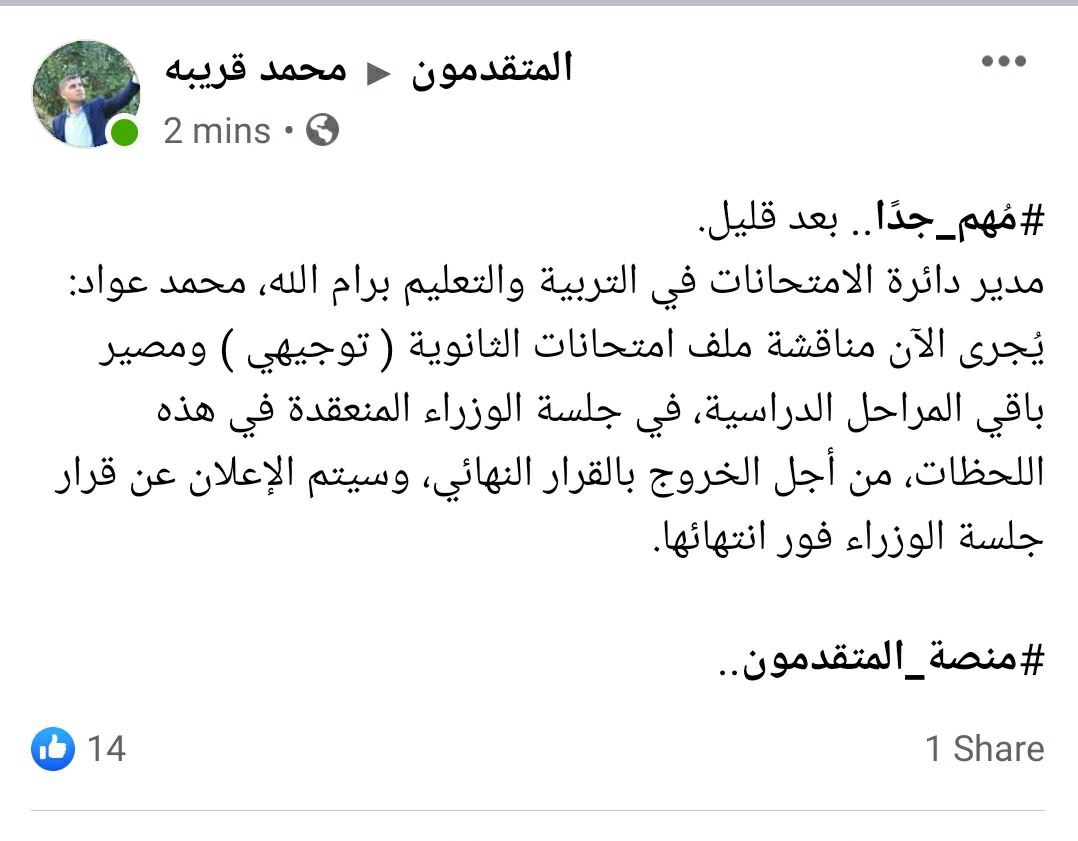 محمد قريبه ▸ المتقدمون
2 mins •
#مُهم_جدًا.. بعد قليل.
مدير دائرة الامتحانات في التربية والتعليم برام الله، محمد عواد:
يُجرى الآن مناقشة ملف امتحانات الثانوية ( توجيهي ) ومصير
باقي المراحل الدراسية، في جلسة الوزراء المنعقدة في هذه
اللحظات، من أجل الخروج بالقرار النهائي، وسيتم الإعلان عن قرار
جلسة الوزراء فور انتهائها.
#منصة_المتقدمون..
14
1 Share